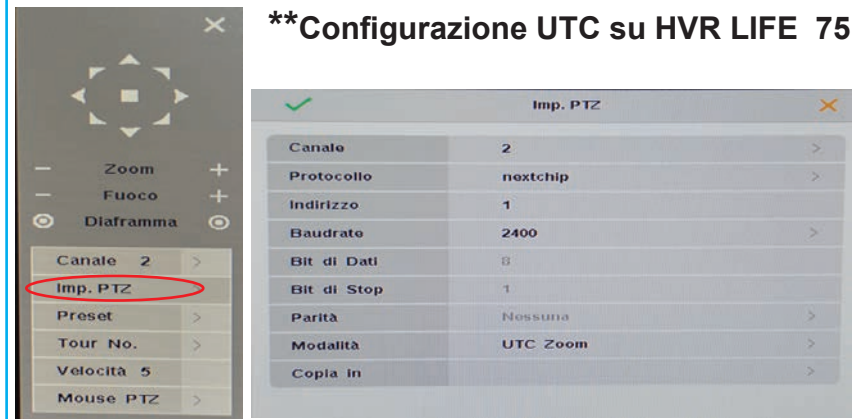 **Configurazione UTC su HVR LIFE 75
Zoom
Fuoco
Diaframma
Canale 2
Imp. PTZ
Preset
Tour No.
Velocità 5
Mouse PTZ
Imp. PTZ
Canale 2
Protocollo nextchip
Indirizzo 1
Baudrate 2400
Bit di Dati 8
Bit di Stop 1
Parità Nessuna
Modalità UTC Zoom
Copia in